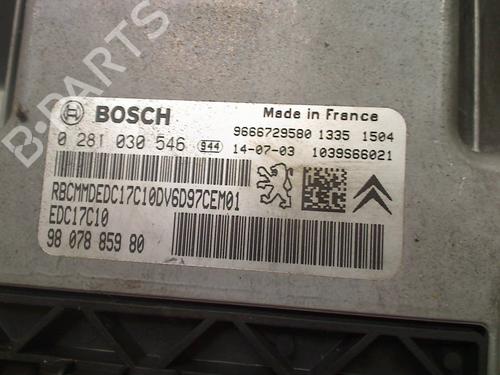 B-PARTS
BOSCH
Made in France
9666729580 1335 1504
0 281 030 546 944 14-07-03 1039S66021
RBCMMDEDC17C10DV6D97CEM01
EDC17C10
98 078 859 80